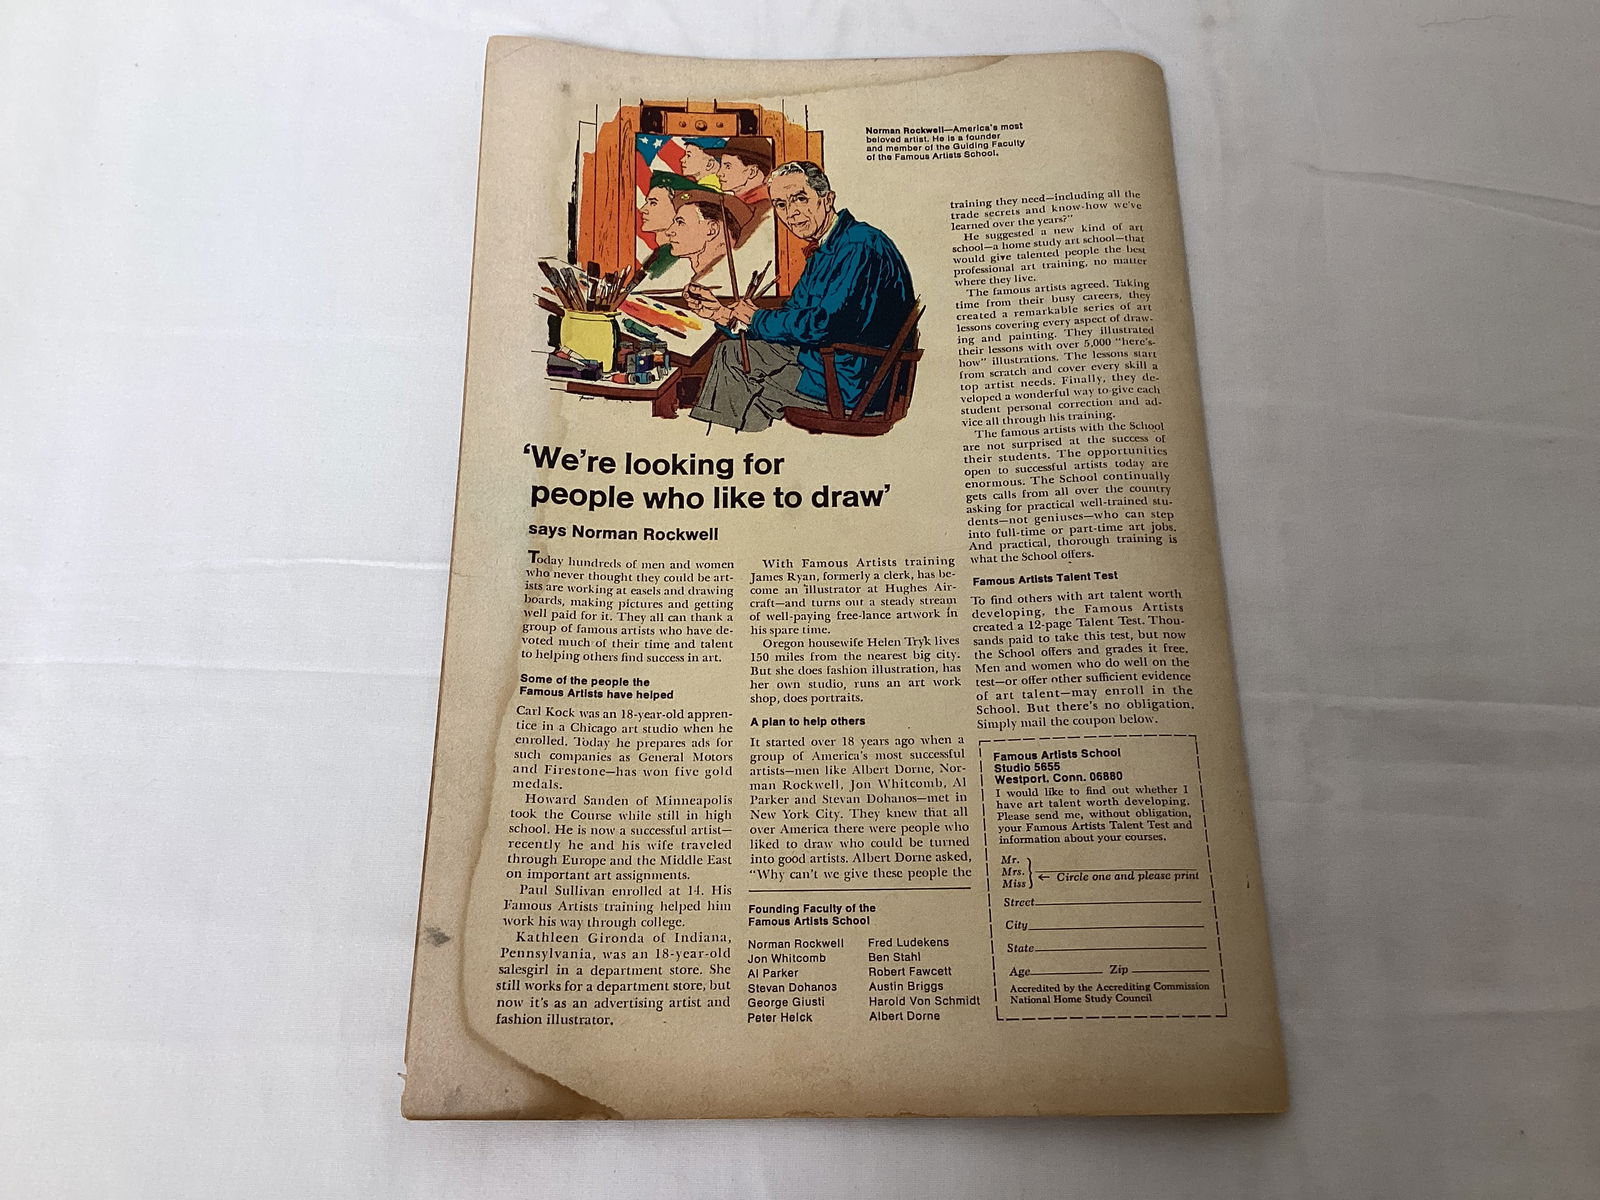 Norman Rockwell—America's most
beloved artist. He is a founder
and member of the Guiding Faculty
of the Famous Artists School.
'We're looking for
people who like to draw'
says Norman Rockwell
Today hundreds of men and women
who never thought they could be art-
ists are working at easels and drawing
boards, making pictures and getting
well paid for it. They all can thank a
group of famous artists who have de-
voted much of their time and talent
to helping others find success in art.
Some of the people the
Famous Artists have helped
Carl Kock was an 18-year-old appren-
tice in a Chicago art studio when he
enrolled. Today he prepares ads for
such companies as General Motors
and Firestone—has won five gold
medals.
Howard Sanden of Minneapolis
took the Course while still in high
school. He is now a successful artist—
recently he and his wife traveled
through Europe and the Middle East
on important art assignments.
Paul Sullivan enrolled at 14. His
Famous Artists training helped him
work his way through college.
Kathleen Gironda of Indiana,
Pennsylvania, was an 18-year-old
salesgirl in a department store. She
still works for a department store, but
now it's as an advertising artist and
fashion illustrator.
With Famous Artists training
James Ryan, formerly a clerk, has be-
come an illustrator at Hughes Air-
craft—and turns out a steady stream
of well-paying free-lance artwork in
his spare time.
Oregon housewife Helen Tryk lives
150 miles from the nearest big city.
But she does fashion illustration, has
her own studio, runs an art work
shop, does portraits.
A plan to help others
It started over 18 years ago when a
group of America's most successful
artists—men like Albert Dorne, Nor-
man Rockwell, Jon Whitcomb, Al
Parker and Stevan Dohanos—met in
New York City. They knew that all
over America there were people who
liked to draw who could be turned
into good artists. Albert Dorne asked,
"Why can't we give these people the
training they need—including all the
trade secrets and know-how we've
learned over the years?"
He suggested a new kind of art
school—a home study art school—that
would give talented people the best
professional art training, no matter
where they live.
The famous artists agreed. Taking
time from their busy careers, they
created a remarkable series of art
lessons covering every aspect of draw-
ing and painting. They illustrated
their lessons with over 5,000 "here's-
how" illustrations. The lessons start
from scratch and cover every skill a
top artist needs. Finally, they de-
veloped a wonderful way to give each
student personal correction and ad-
vice all through his training.
The famous artists with the School
are not surprised at the success of
their students. The opportunities
open to successful artists today are
enormous. The School continually
gets calls from all over the country
asking for practical well-trained stu-
dents—not geniuses—who can step
into full-time or part-time art jobs.
And practical, thorough training is
what the School offers.
Famous Artists Talent Test
To find others with art talent worth
developing, the Famous Artists
created a 12-page Talent Test. Thou-
sands paid to take this test, but now
the School offers and grades it free.
Men and women who do well on the
test—or offer other sufficient evidence
of art talent—may enroll in the
School. But there's no obligation.
Simply mail the coupon below.
Founding Faculty of the
Famous Artists School
Norman Rockwell
Jon Whitcomb
Al Parker
Stevan Dohanos
George Giusti
Peter Helck
Fred Ludekens
Ben Stahl
Robert Fawcett
Austin Briggs
Harold Von Schmidt
Albert Dorne
Famous Artists School
Studio 5655
Westport, Conn. 06880
I would like to find out whether I
have art talent worth developing.
Please send me, without obligation,
your Famous Artists Talent Test and
information about your courses.
Mr.
Mrs.
Miss
← Circle one and please print
Street
City
State
Age Zip
Accredited by the Accrediting Commission
National Home Study Council